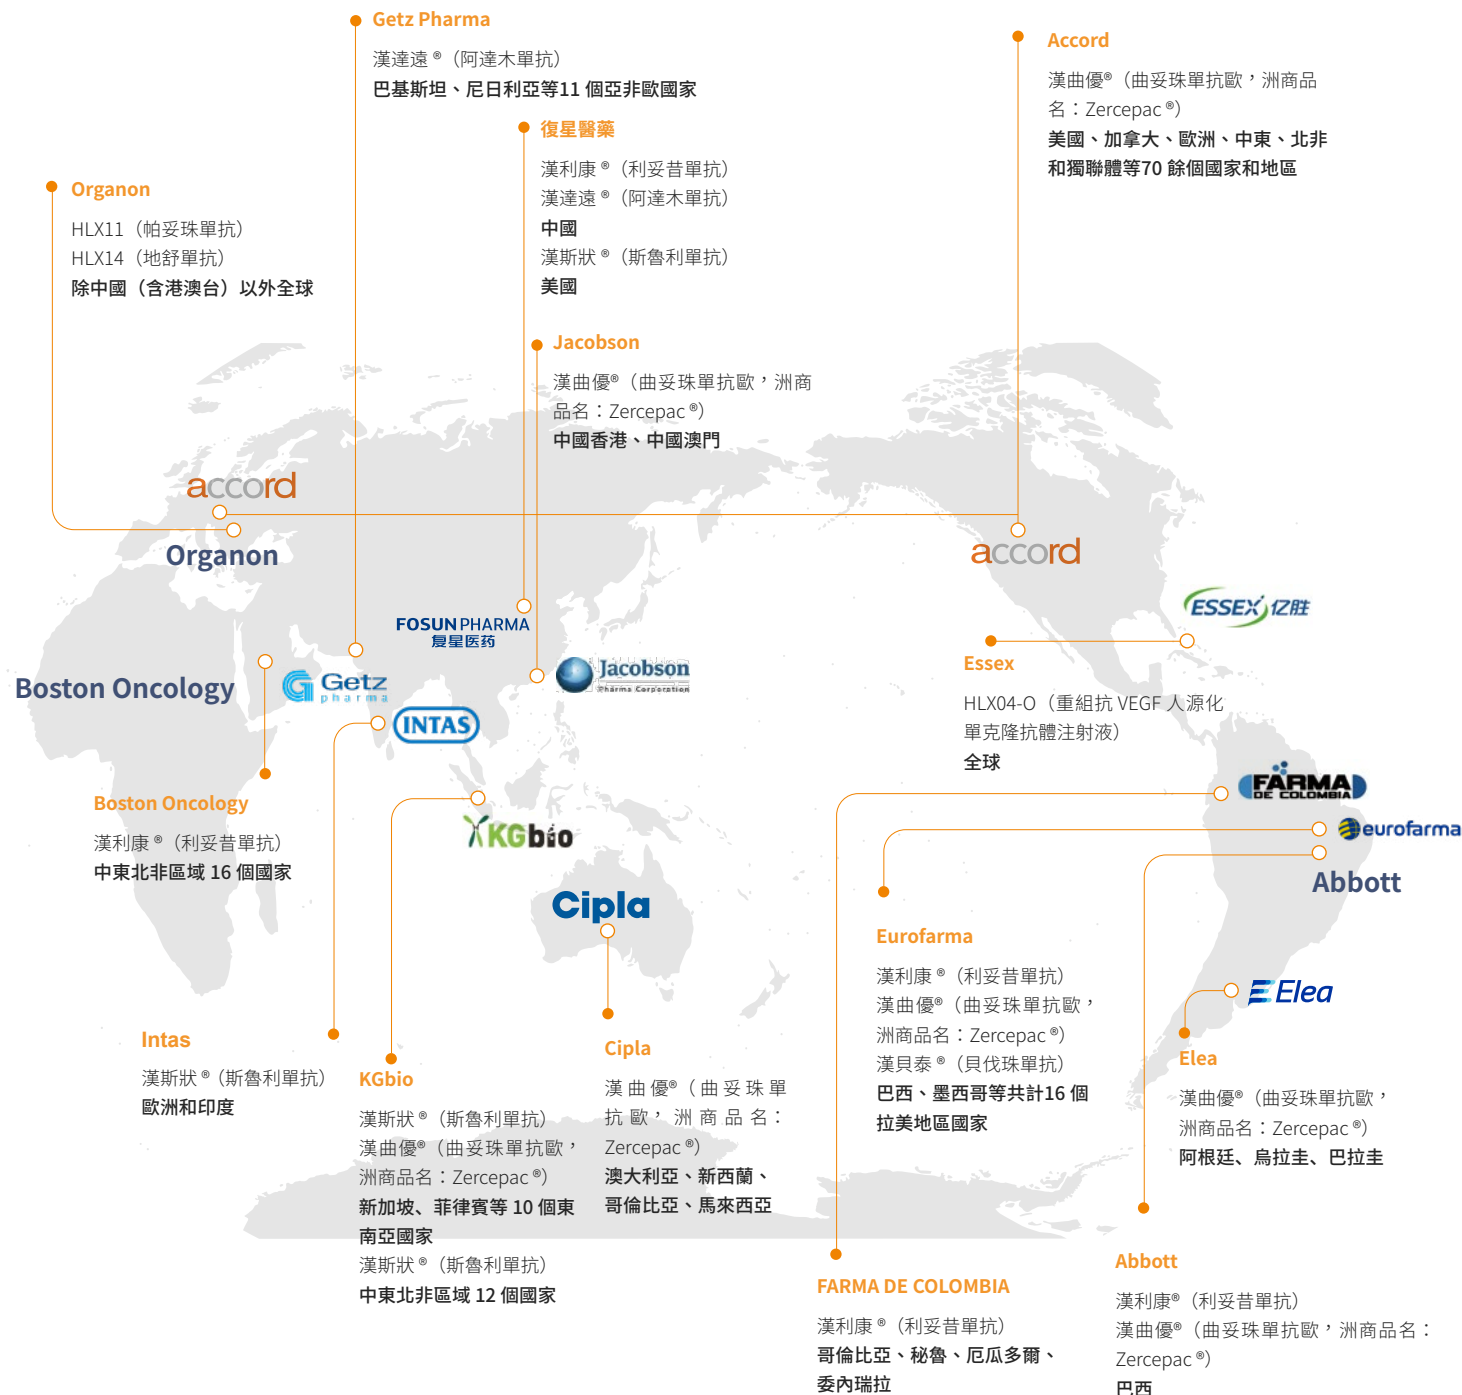 Getz Pharma
漢達遠 ®（阿達木單抗）
巴基斯坦、尼日利亞等11 個亞非歐國家
Accord
漢曲優®（曲妥珠單抗歐，洲商品
名：Zercepac ®）
美國、加拿大、歐洲、中東、北非
和獨聯體等70 餘個國家和地區
復星醫藥
漢利康 ®（利妥昔單抗）
漢達遠 ®（阿達木單抗）
中國
漢斯狀 ®（斯魯利單抗）
美國
Organon
HLX11（帕妥珠單抗）
HLX14（地舒單抗）
除中國（含港澳台）以外全球
Jacobson
漢曲優®（曲妥珠單抗歐，洲商
品名：Zercepac ®）
中國香港、中國澳門
accord
Organon
accord
FOSUN PHARMA
复星医药
ESSEX 亿胜
Boston Oncology
Getz
pharma
Jacobson
Pharma Corporation
INTAS
Essex
HLX04-O（重組抗 VEGF 人源化
單克隆抗體注射液）
全球
Boston Oncology
漢利康 ®（利妥昔單抗）
中東北非區域 16 個國家
KGbio
FARMA
DE COLOMBIA
eurofarma
Abbott
Cipla
Eurofarma
漢利康 ®（利妥昔單抗）
漢曲優®（曲妥珠單抗歐，
洲商品名：Zercepac ®）
漢貝泰 ®（貝伐珠單抗）
巴西、墨西哥等共計16 個
拉美地區國家
Elea
Intas
漢斯狀 ®（斯魯利單抗）
歐洲和印度
KGbio
漢斯狀 ®（斯魯利單抗）
漢曲優®（曲妥珠單抗歐，
洲商品名：Zercepac ®）
新加坡、菲律賓等 10 個東
南亞國家
漢斯狀 ®（斯魯利單抗）
中東北非區域 12 個國家
Cipla
漢曲優®（曲妥珠單
抗歐，洲商品名：
Zercepac ®）
澳大利亞、新西蘭、
哥倫比亞、馬來西亞
Elea
漢曲優®（曲妥珠單抗歐，
洲商品名：Zercepac ®）
阿根廷、烏拉圭、巴拉圭
FARMA DE COLOMBIA
漢利康 ®（利妥昔單抗）
哥倫比亞、秘魯、厄瓜多爾、
委內瑞拉
Abbott
漢利康®（利妥昔單抗）
漢曲優®（曲妥珠單抗歐，洲商品名：
Zercepac ®）
巴西